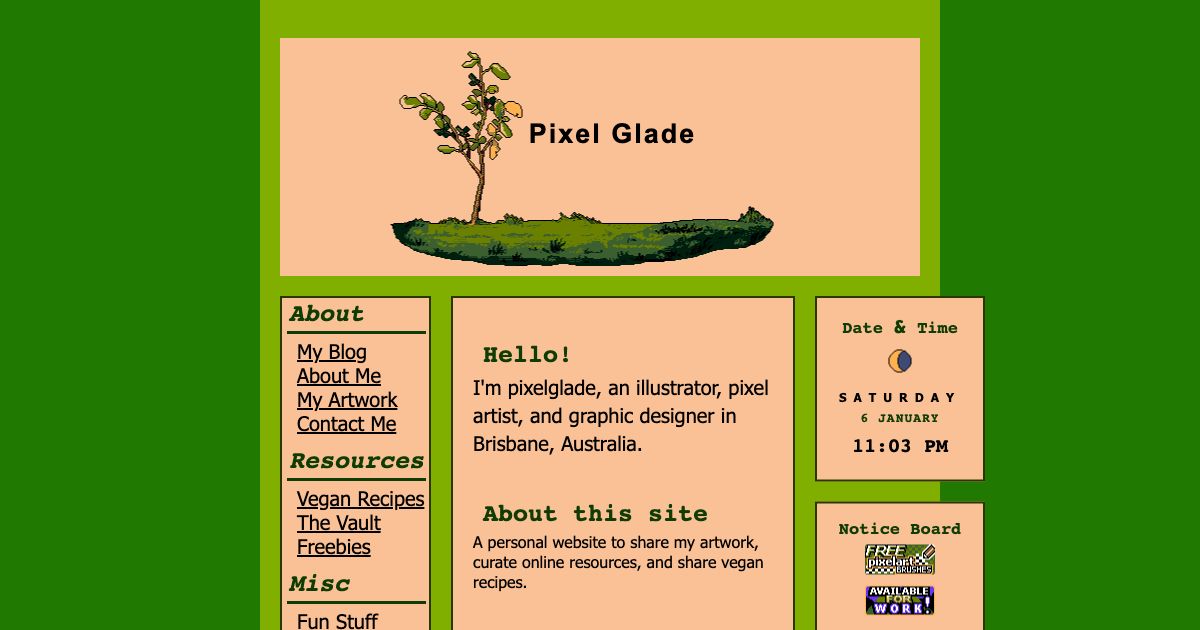 Pixel Glade
About
My Blog
About Me
My Artwork
Contact Me
Resources
Vegan Recipes
The Vault
Freebies
Misc
Fun Stuff
Hello!
I'm pixelglade, an illustrator, pixel
artist, and graphic designer in
Brisbane, Australia.
About this site
A personal website to share my artwork,
curate online resources, and share vegan
recipes.
Date & Time
SATURDAY
6 JANUARY
11:03 PM
Notice Board
FREE
pixelart
BRUSHES
AVAILABLE
FOR
WORK!